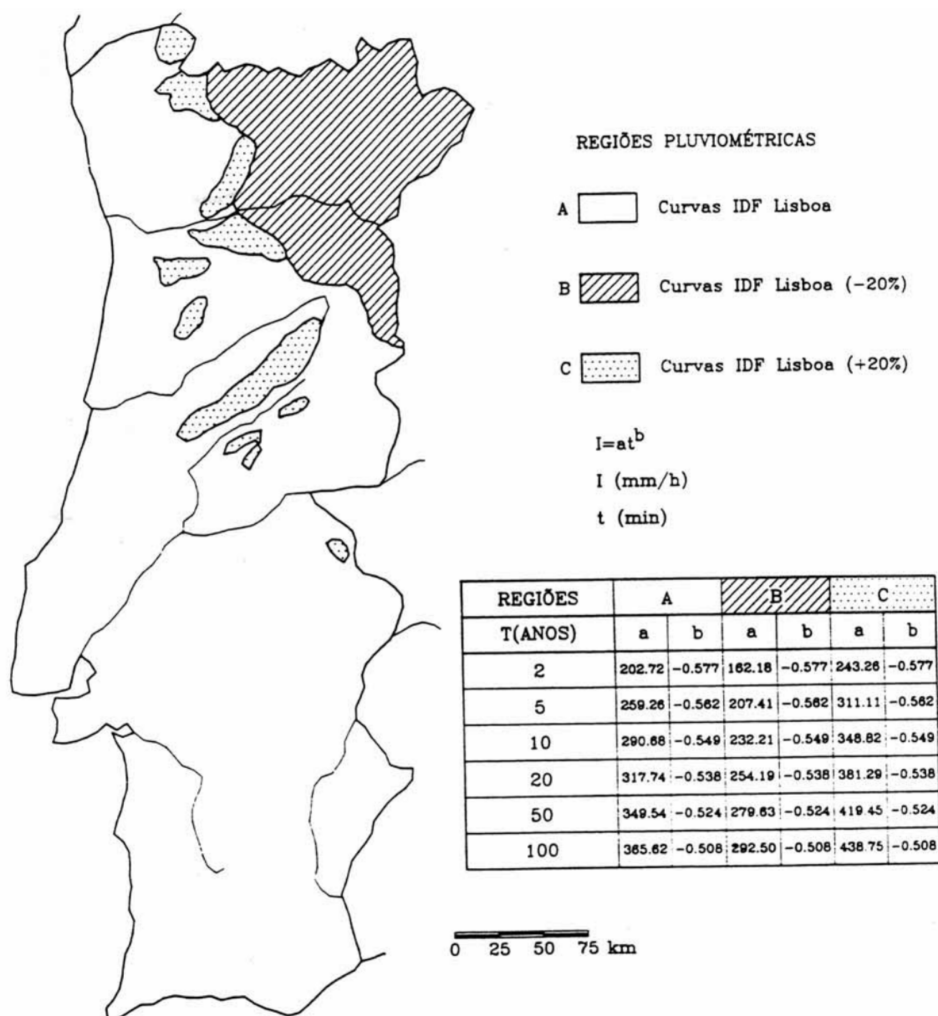 REGIÕES PLUVIOMÉTRICAS
A Curvas IDF Lisboa
B Curvas IDF Lisboa (-20%)
C Curvas IDF Lisboa (+20%)
I=at^b
I (mm/h)
t (min)
REGIÕES A B C
T(ANOS) a b a b a b
2 202.72 -0.577 162.18 -0.577 243.26 -0.577
5 259.26 -0.562 207.41 -0.562 311.11 -0.562
10 290.68 -0.549 232.21 -0.549 348.82 -0.549
20 317.74 -0.538 254.19 -0.538 381.29 -0.538
50 349.54 -0.524 279.63 -0.524 419.45 -0.524
100 365.62 -0.508 292.50 -0.508 438.75 -0.508
0 25 50 75 km